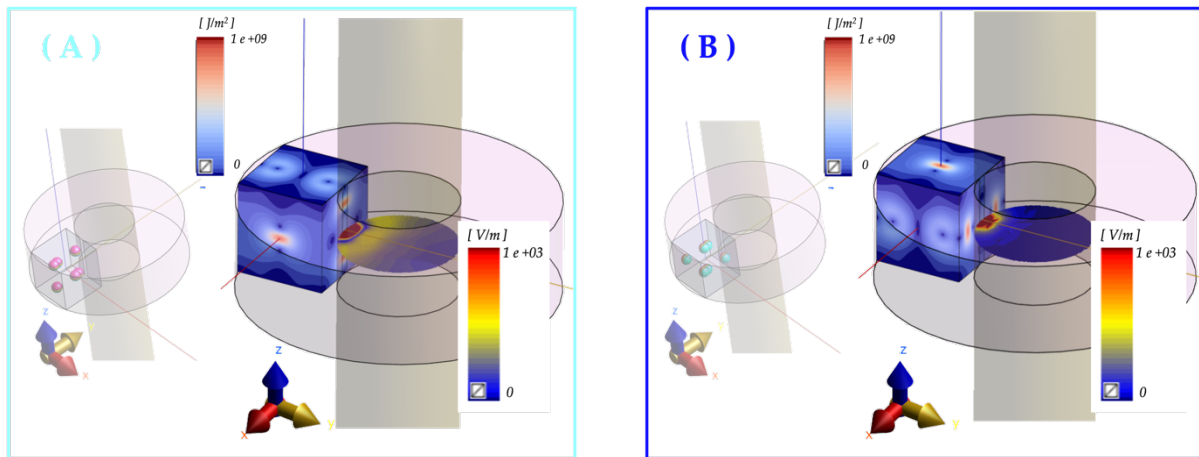 ( A )
[ J/m² ]
1 e +09
0
z
y
x
[ V/m ]
1 e +03
0
z
y
x
( B )
[ J/m² ]
1 e +09
0
z
y
x
[ V/m ]
1 e +03
0
z
y
x